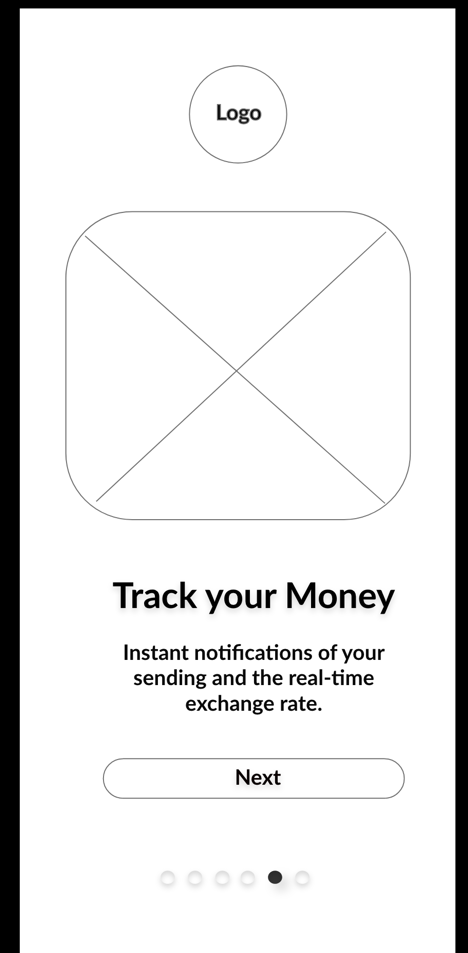 Logo
Track your Money
Instant notifications of your
sending and the real-time
exchange rate.
Next